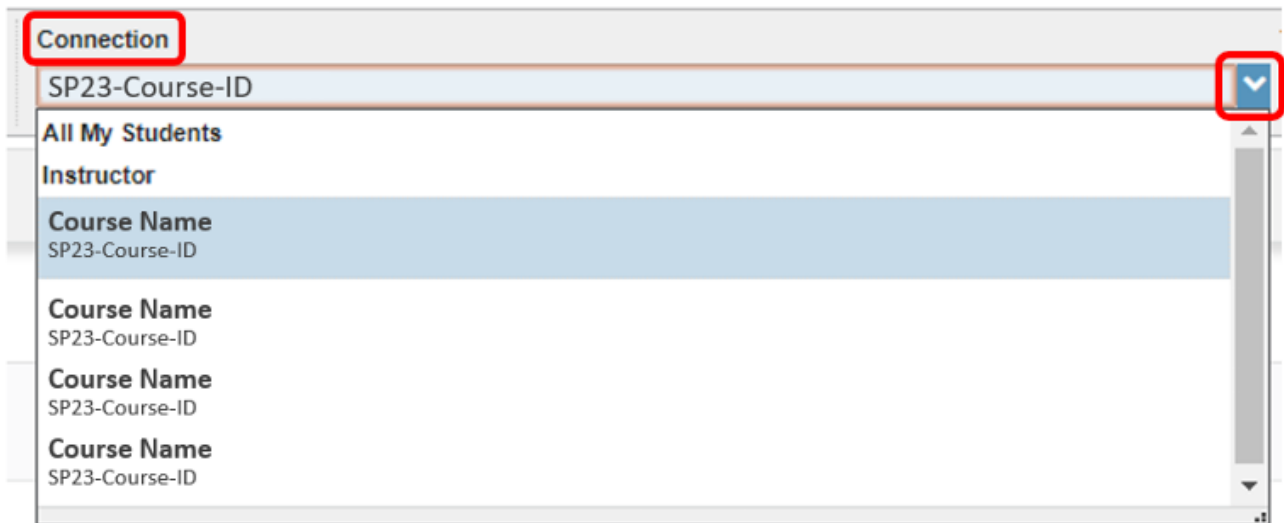 Connection
SP23-Course-ID
All My Students
Instructor
Course Name
SP23-Course-ID
Course Name
SP23-Course-ID
Course Name
SP23-Course-ID
Course Name
SP23-Course-ID